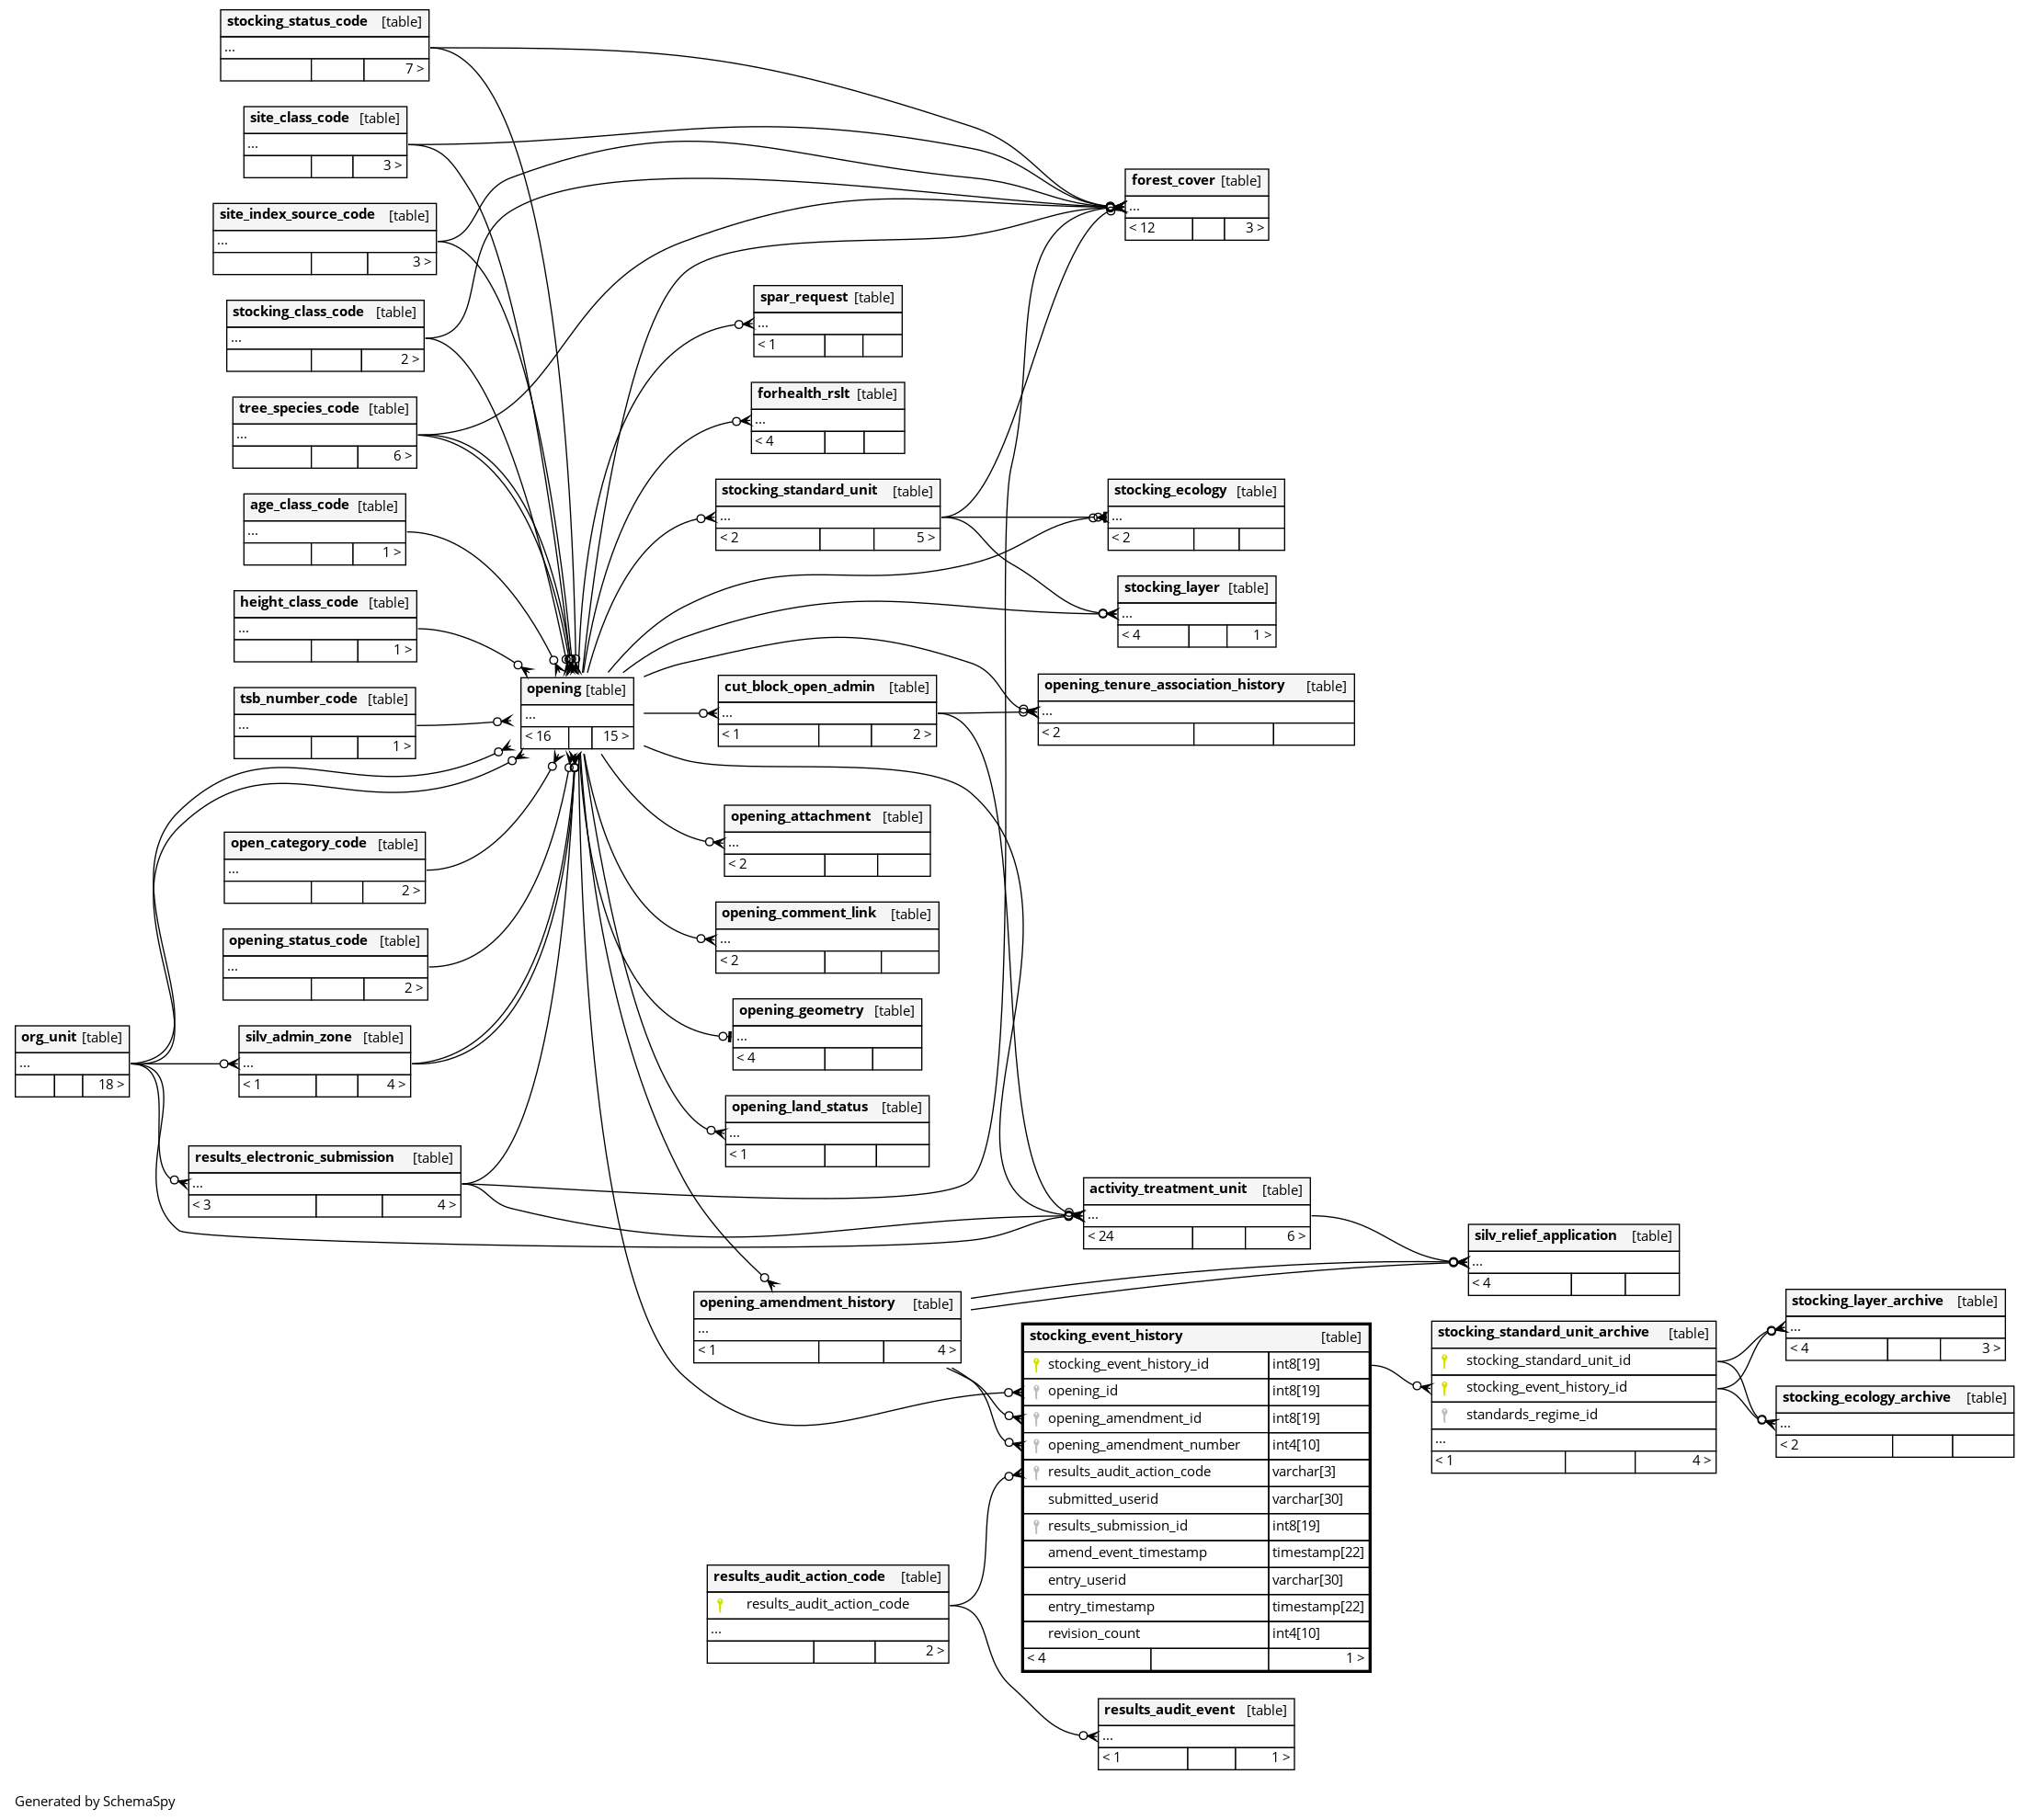 stocking_status_code [table]
...
7 >
site_class_code [table]
...
3 >
site_index_source_code [table]
...
3 >
stocking_class_code [table]
...
2 >
tree_species_code [table]
...
6 >
age_class_code [table]
...
1 >
height_class_code [table]
...
1 >
tsb_number_code [table]
...
1 >
open_category_code [table]
...
2 >
opening_status_code [table]
...
2 >
org_unit [table]
...
18 >
silv_admin_zone [table]
...
< 1 4 >
results_electronic_submission [table]
...
< 3 4 >
opening [table]
...
< 16 15 >
spar_request [table]
...
< 1
forhealth_rslt [table]
...
< 4
stocking_standard_unit [table]
...
< 2 5 >
cut_block_open_admin [table]
...
< 1 2 >
opening_attachment [table]
...
< 2
opening_comment_link [table]
...
< 2
opening_geometry [table]
...
< 4
opening_land_status [table]
...
< 1
opening_amendment_history [table]
...
< 1 4 >
results_audit_action_code [table]
results_audit_action_code
...
2 >
forest_cover [table]
...
< 12 3 >
stocking_ecology [table]
...
< 2
stocking_layer [table]
...
< 4 1 >
opening_tenure_association_history [table]
...
< 2
activity_treatment_unit [table]
...
< 24 6 >
stocking_event_history [table]
stocking_event_history_id int8[19]
opening_id int8[19]
opening_amendment_id int8[19]
opening_amendment_number int4[10]
results_audit_action_code varchar[3]
submitted_userid varchar[30]
results_submission_id int8[19]
amend_event_timestamp timestamp[22]
entry_userid varchar[30]
entry_timestamp timestamp[22]
revision_count int4[10]
< 4 1 >
results_audit_event [table]
...
< 1 1 >
silv_relief_application [table]
...
< 4
stocking_standard_unit_archive [table]
stocking_standard_unit_id
stocking_event_history_id
standards_regime_id
...
< 1 4 >
stocking_layer_archive [table]
...
< 4 3 >
stocking_ecology_archive [table]
...
< 2
Generated by SchemaSpy